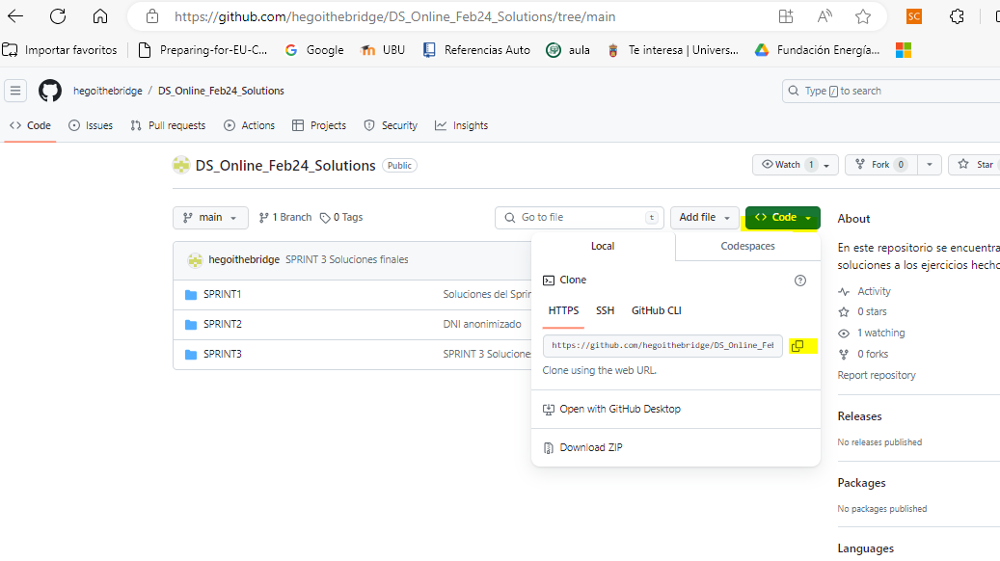 https://github.com/hegoithebridge/DS_Online_Feb24_Solutions/tree/main
A)) SC
Importar favoritos Preparing-for-EU-C... Google UBU Referencias Auto aula Te interesa | Univers... Fundación Energía...
hegoithebridge / DS_Online_Feb24_Solutions Type / to search
<> Code Issues Pull requests Actions Projects Security Insights
DS_Online_Feb24_Solutions Public Watch 1 Fork 0 Star
main 1 Branch 0 Tags Go to file t Add file <> Code
About
Local Codespaces
En este repositorio se encuentra
soluciones a los ejercicios hecho
hegoithebridge SPRINT 3 Soluciones finales
Clone
Activity
SPRINT1 Soluciones del Sprin
HTTPS SSH GitHub CLI
0 stars
SPRINT2 DNI anonimizado
1 watching
https://github.com/hegoithebridge/DS_Online_Fel
SPRINT3 SPRINT 3 Soluciones
0 forks
Clone using the web URL.
Report repository
Open with GitHub Desktop
Releases
No releases published
Download ZIP
Packages
No packages published
Languages